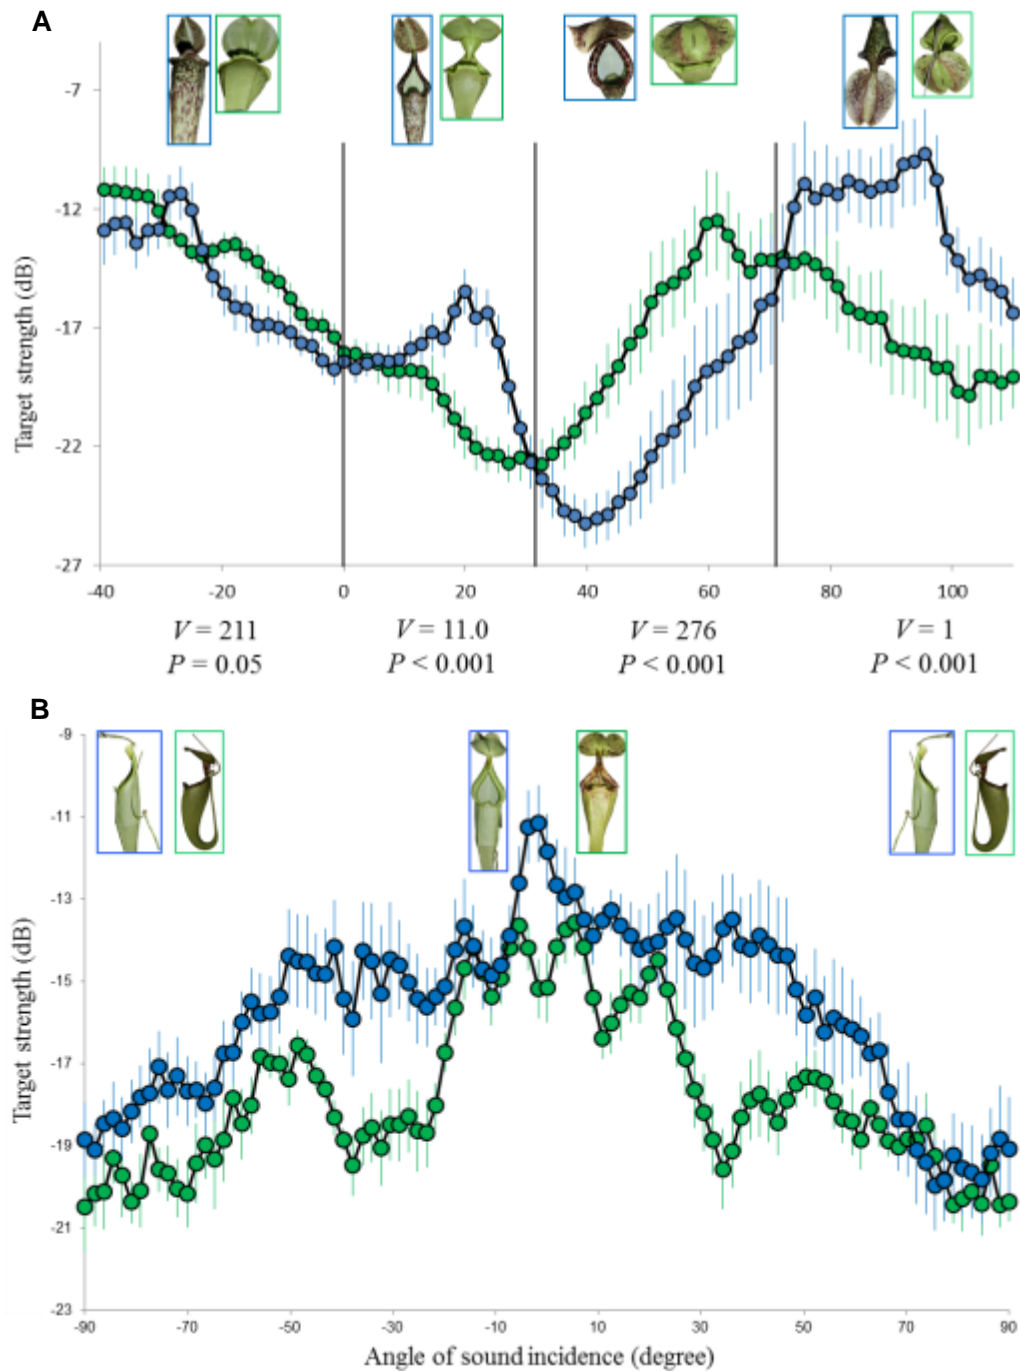 A
Target strength (dB)
-7
-12
-17
-22
-27
-40 -20 0 20 40 60 80 100
V = 211 V = 11.0 V = 276 V = 1
P = 0.05 P < 0.001 P < 0.001 P < 0.001
B
Target strength (dB)
-9
-11
-13
-15
-17
-19
-21
-23
-90 -70 -50 -30 -10 10 30 50 70 90
Angle of sound incidence (degree)